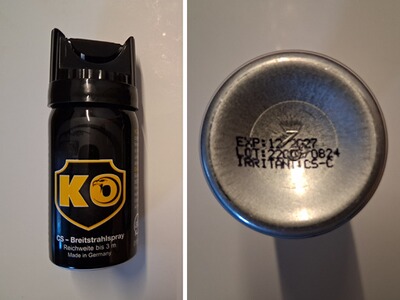 KO
CS – Breitstrahlspray
Reichweite bis 3 m
Made in Germany
EXP: 12/2027
IRRITANT: CS-C